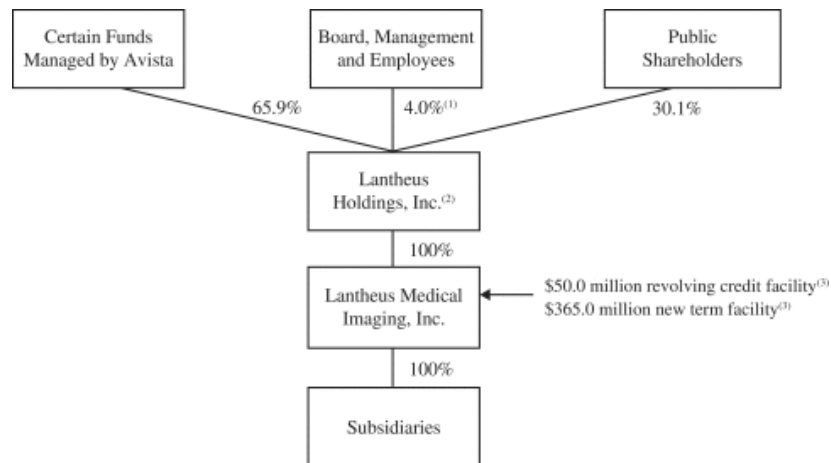 Certain Funds
Managed by Avista
Board, Management
and Employees
Public
Shareholders
65.9%
4.0%(1)
30.1%
Lantheus
Holdings, Inc.(2)
100%
Lantheus Medical
Imaging, Inc.
$50.0 million revolving credit facility(3)
$365.0 million new term facility(3)
100%
Subsidiaries